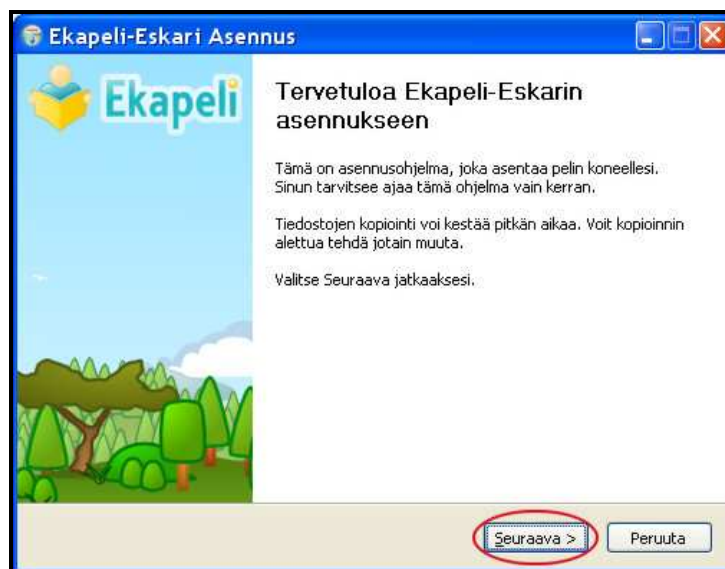 Ekapeli-Eskari Asennus
Ekapeli
Tervetuloa Ekapeli-Eskarin
asennukseen
Tämä on asennusohjelma, joka asentaa pelin koneellesi.
Sinun tarvitsee ajaa tämä ohjelma vain kerran.
Tiedostojen kopiointi voi kestää pitkän aikaa. Voit kopioinnin
alettua tehdä jotain muuta.
Valitse Seuraava jatkaaksesi.
Seuraava > Peruuta